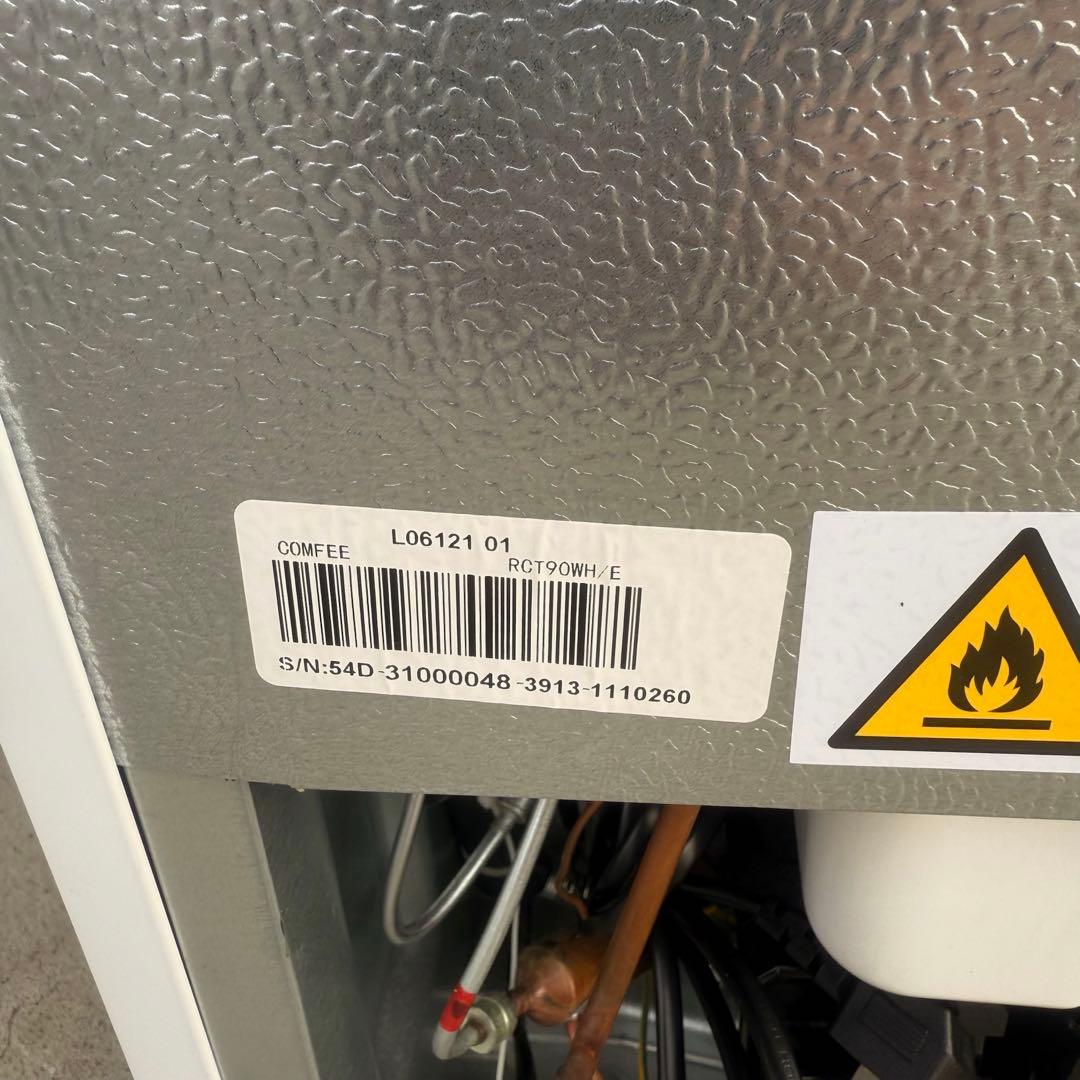 L06121 01
COMFEE RCT90WH/E
S/N:54D-31000048-3913-1110260